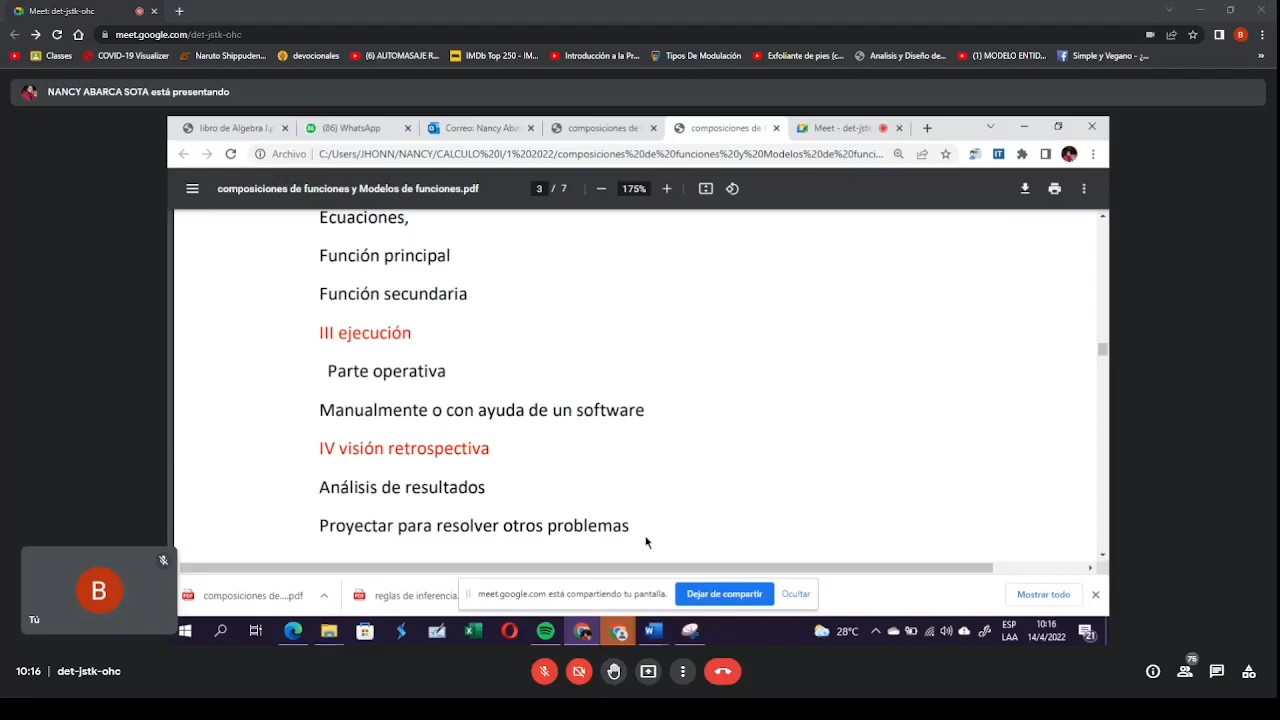 Meet: det-jstk-ohc
meet.google.com/det-jstk-ohc
Classes
COVID-19 Visualizer
Naruto Shippuden...
devocionales
(6) AUTOMASAJE R...
IMDb Top 250 - IM...
Introducción a la Pr...
Tipos De Modulación
Exfoliante de pies (c...
Analisis y Diseño de...
(1) MODELO ENTID...
Simple y Vegano - ¿...
NANCY ABARCA SOTA está presentando
libro de Algebra I.p
(86) WhatsApp
Correo: Nancy Aba
composiciones de
composiciones de
Meet - det-jstk
Archivo
C:/Users/JHONN/NANCY/CALCULO%20I/1%202022/composiciones%20de%20funciones%20y%20Modelos%20de%20funci...
composiciones de funciones y Modelos de funciones.pdf
3 / 7
175%
Ecuaciones,
Función principal
Función secundaria
III ejecución
Parte operativa
Manualmente o con ayuda de un software
IV visión retrospectiva
Análisis de resultados
Proyectar para resolver otros problemas
B
Tú
composiciones de....pdf
reglas de inferencia.
meet.google.com está compartiendo tu pantalla.
Dejar de compartir
Ocultar
Mostrar todo
28°C
ESP
LAA
10:16
14/4/2022
21
10:16 | det-jstk-ohc
75